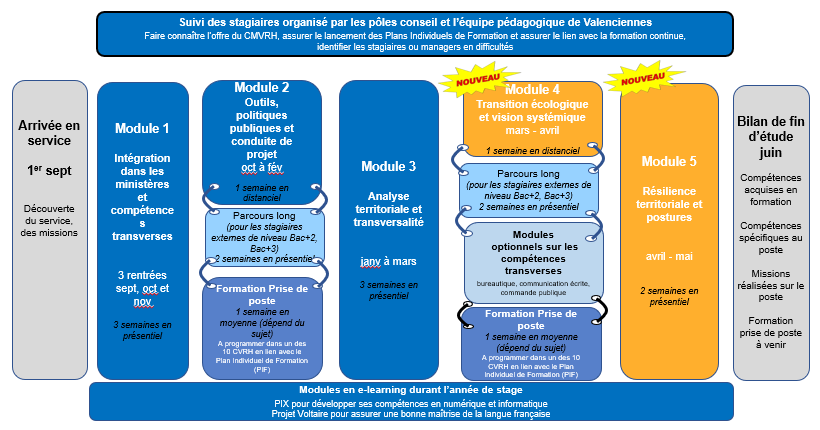 Suivi des stagiaires organisé par les pôles conseil et l'équipe pédagogique de Valenciennes
Faire connaître l'offre du CMVRH, assurer le lancement des Plans Individuels de Formation et assurer le lien avec la formation continue,
identifier les stagiaires ou managers en difficultés
Arrivée en
service
1er sept
Découverte
du service,
des missions
Module 1
Intégration
dans les
ministères
et
compétence
s
transverses
3 rentrées
sept, oct et
nov
3 semaines en
présentiel
Module 2
Outils,
politiques
publiques et
conduite de
projet
oct à fév
1 semaine en
distanciel
Parcours long
(pour les stagiaires
externes de niveau Bac+2,
Bac+3)
2 semaines en présentiel
Formation Prise de
poste
1 semaine en
moyenne (dépend du
sujet)
A programmer dans un des
10 CVRH en lien avec le
Plan Individuel de Formation
(PIF)
Module 3
Analyse
territoriale et
transversalité
janv à mars
3 semaines en
présentiel
NOUVEAU
Module 4
Transition écologique
et vision systémique
mars - avril
1 semaine en distanciel
Parcours long
(pour les stagiaires externes de
niveau Bac+2, Bac+3)
2 semaines en présentiel
Modules
optionnels sur les
compétences
transverses
bureautique, communication écrite,
commande publique
Formation Prise de
poste
1 semaine en moyenne
(dépend du sujet)
A programmer dans un des 10
CVRH en lien avec le Plan
Individuel de Formation (PIF)
NOUVEAU
Module 5
Résilience
territoriale et
postures
avril - mai
2 semaines en
présentiel
Bilan de fin
d'étude
juin
Compétences
acquises en
formation
Compétences
spécifiques au
poste
Missions
réalisées sur le
poste
Formation
prise de poste
à venir
Modules en e-learning durant l'année de stage
PIX pour développer ses compétences en numérique et informatique
Projet Voltaire pour assurer une bonne maîtrise de la langue française